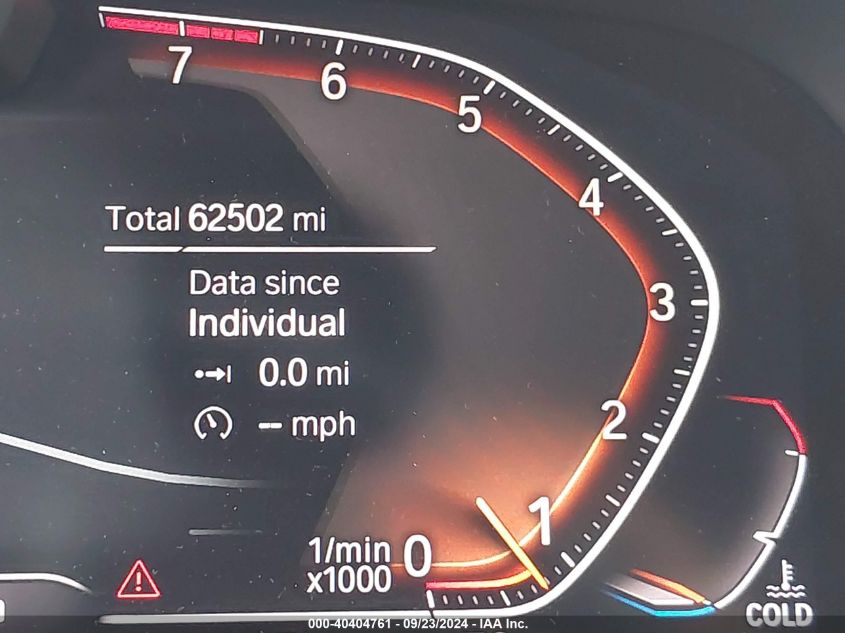 7
6
5
4
3
2
1
0
Total 62502 mi
Data since
Individual
0.0 mi
-- mph
1/min
x1000
COLD
000-40404761 - 09/23/2024 - IAA Inc.